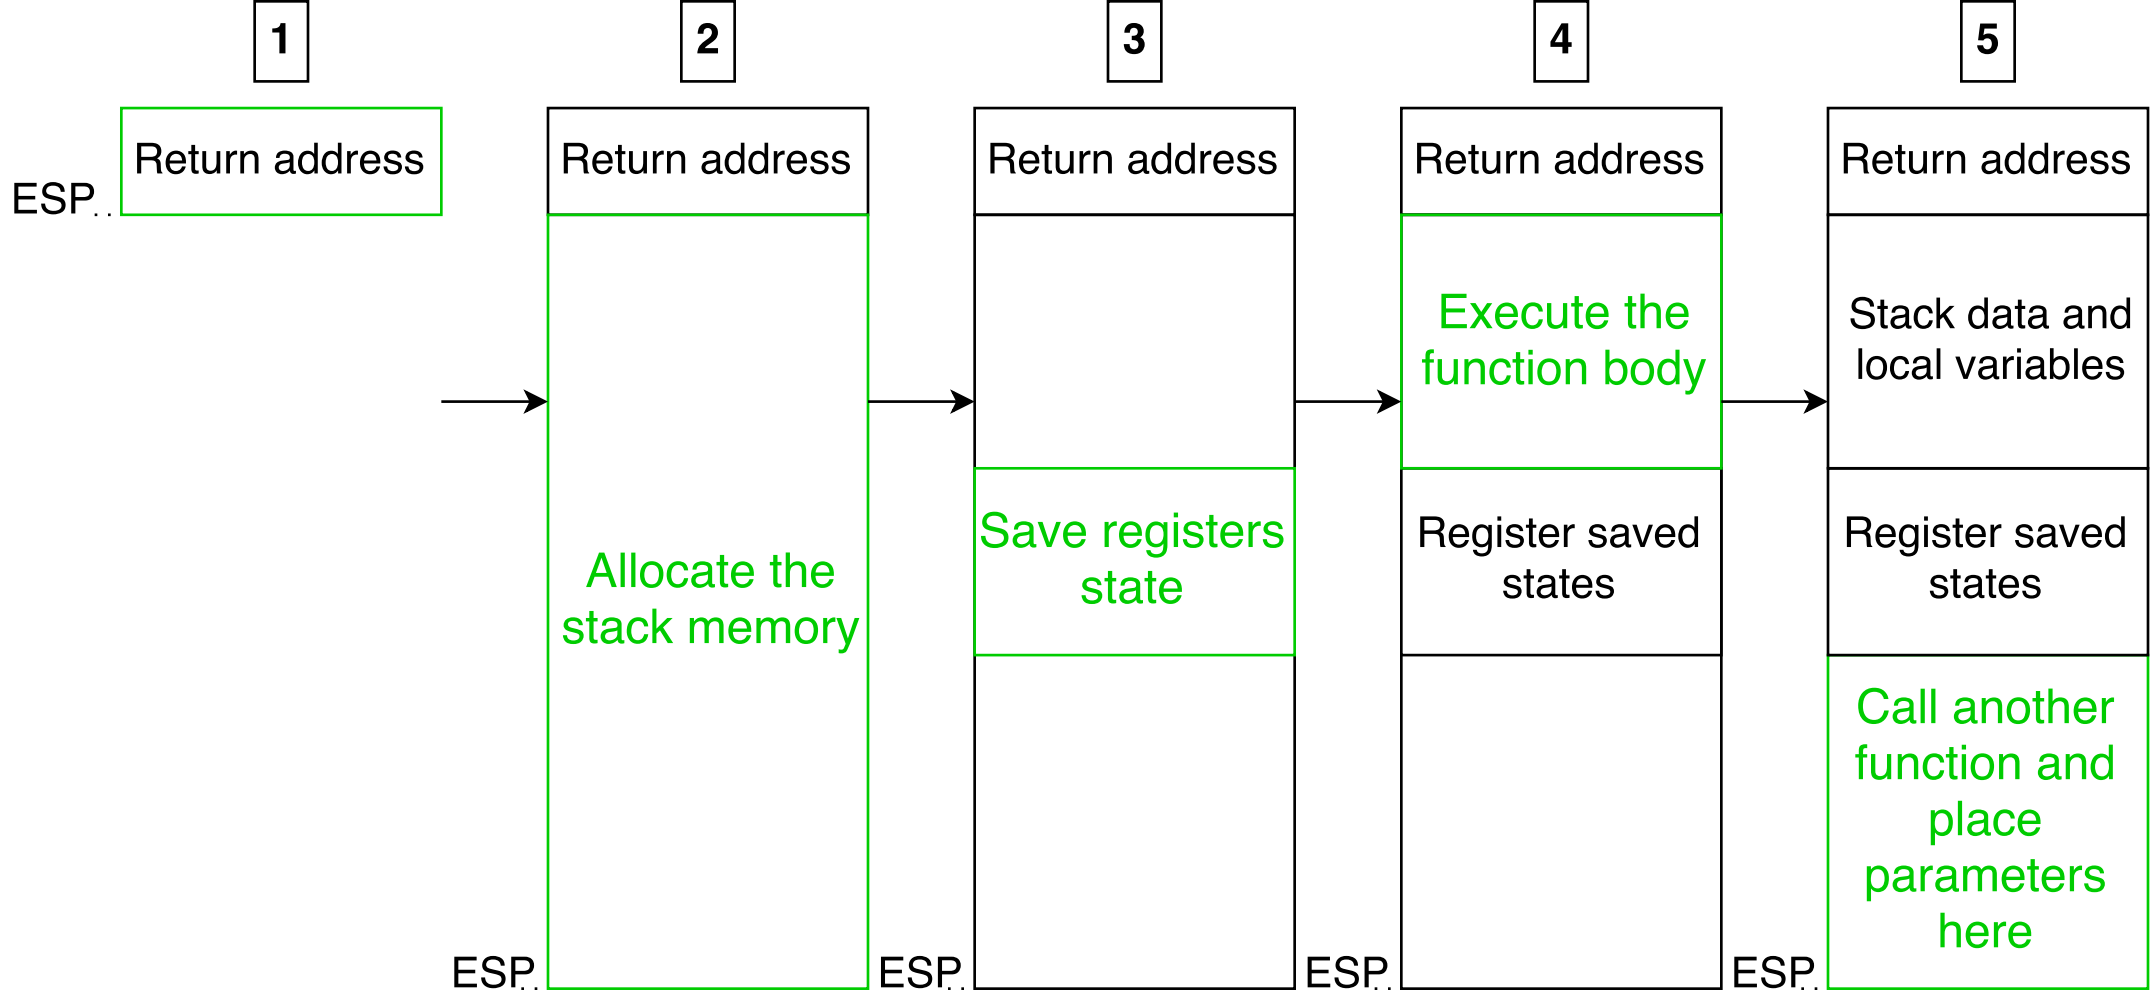 1
Return address
ESP
2
Return address
Allocate the
stack memory
ESP
3
Return address
Save registers
state
ESP
4
Return address
Execute the
function body
Register saved
states
ESP
5
Return address
Stack data and
local variables
Register saved
states
Call another
function and
place
parameters
here
ESP